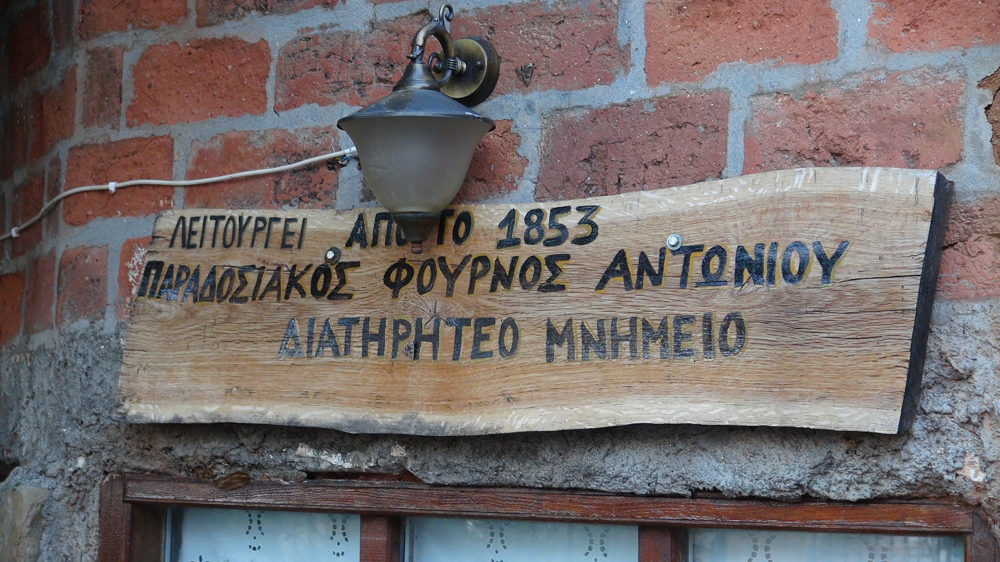 ΛΕΙΤΟΥΡΓΕΙ ΑΠΟ ΤΟ 1853
ΠΑΡΑΔΟΣΙΑΚΟΣ ΦΟΥΡΝΟΣ ΑΝΤΩΝΙΟΥ
ΔΙΑΤΗΡΗΤΕΟ ΜΝΗΜΕΙΟ